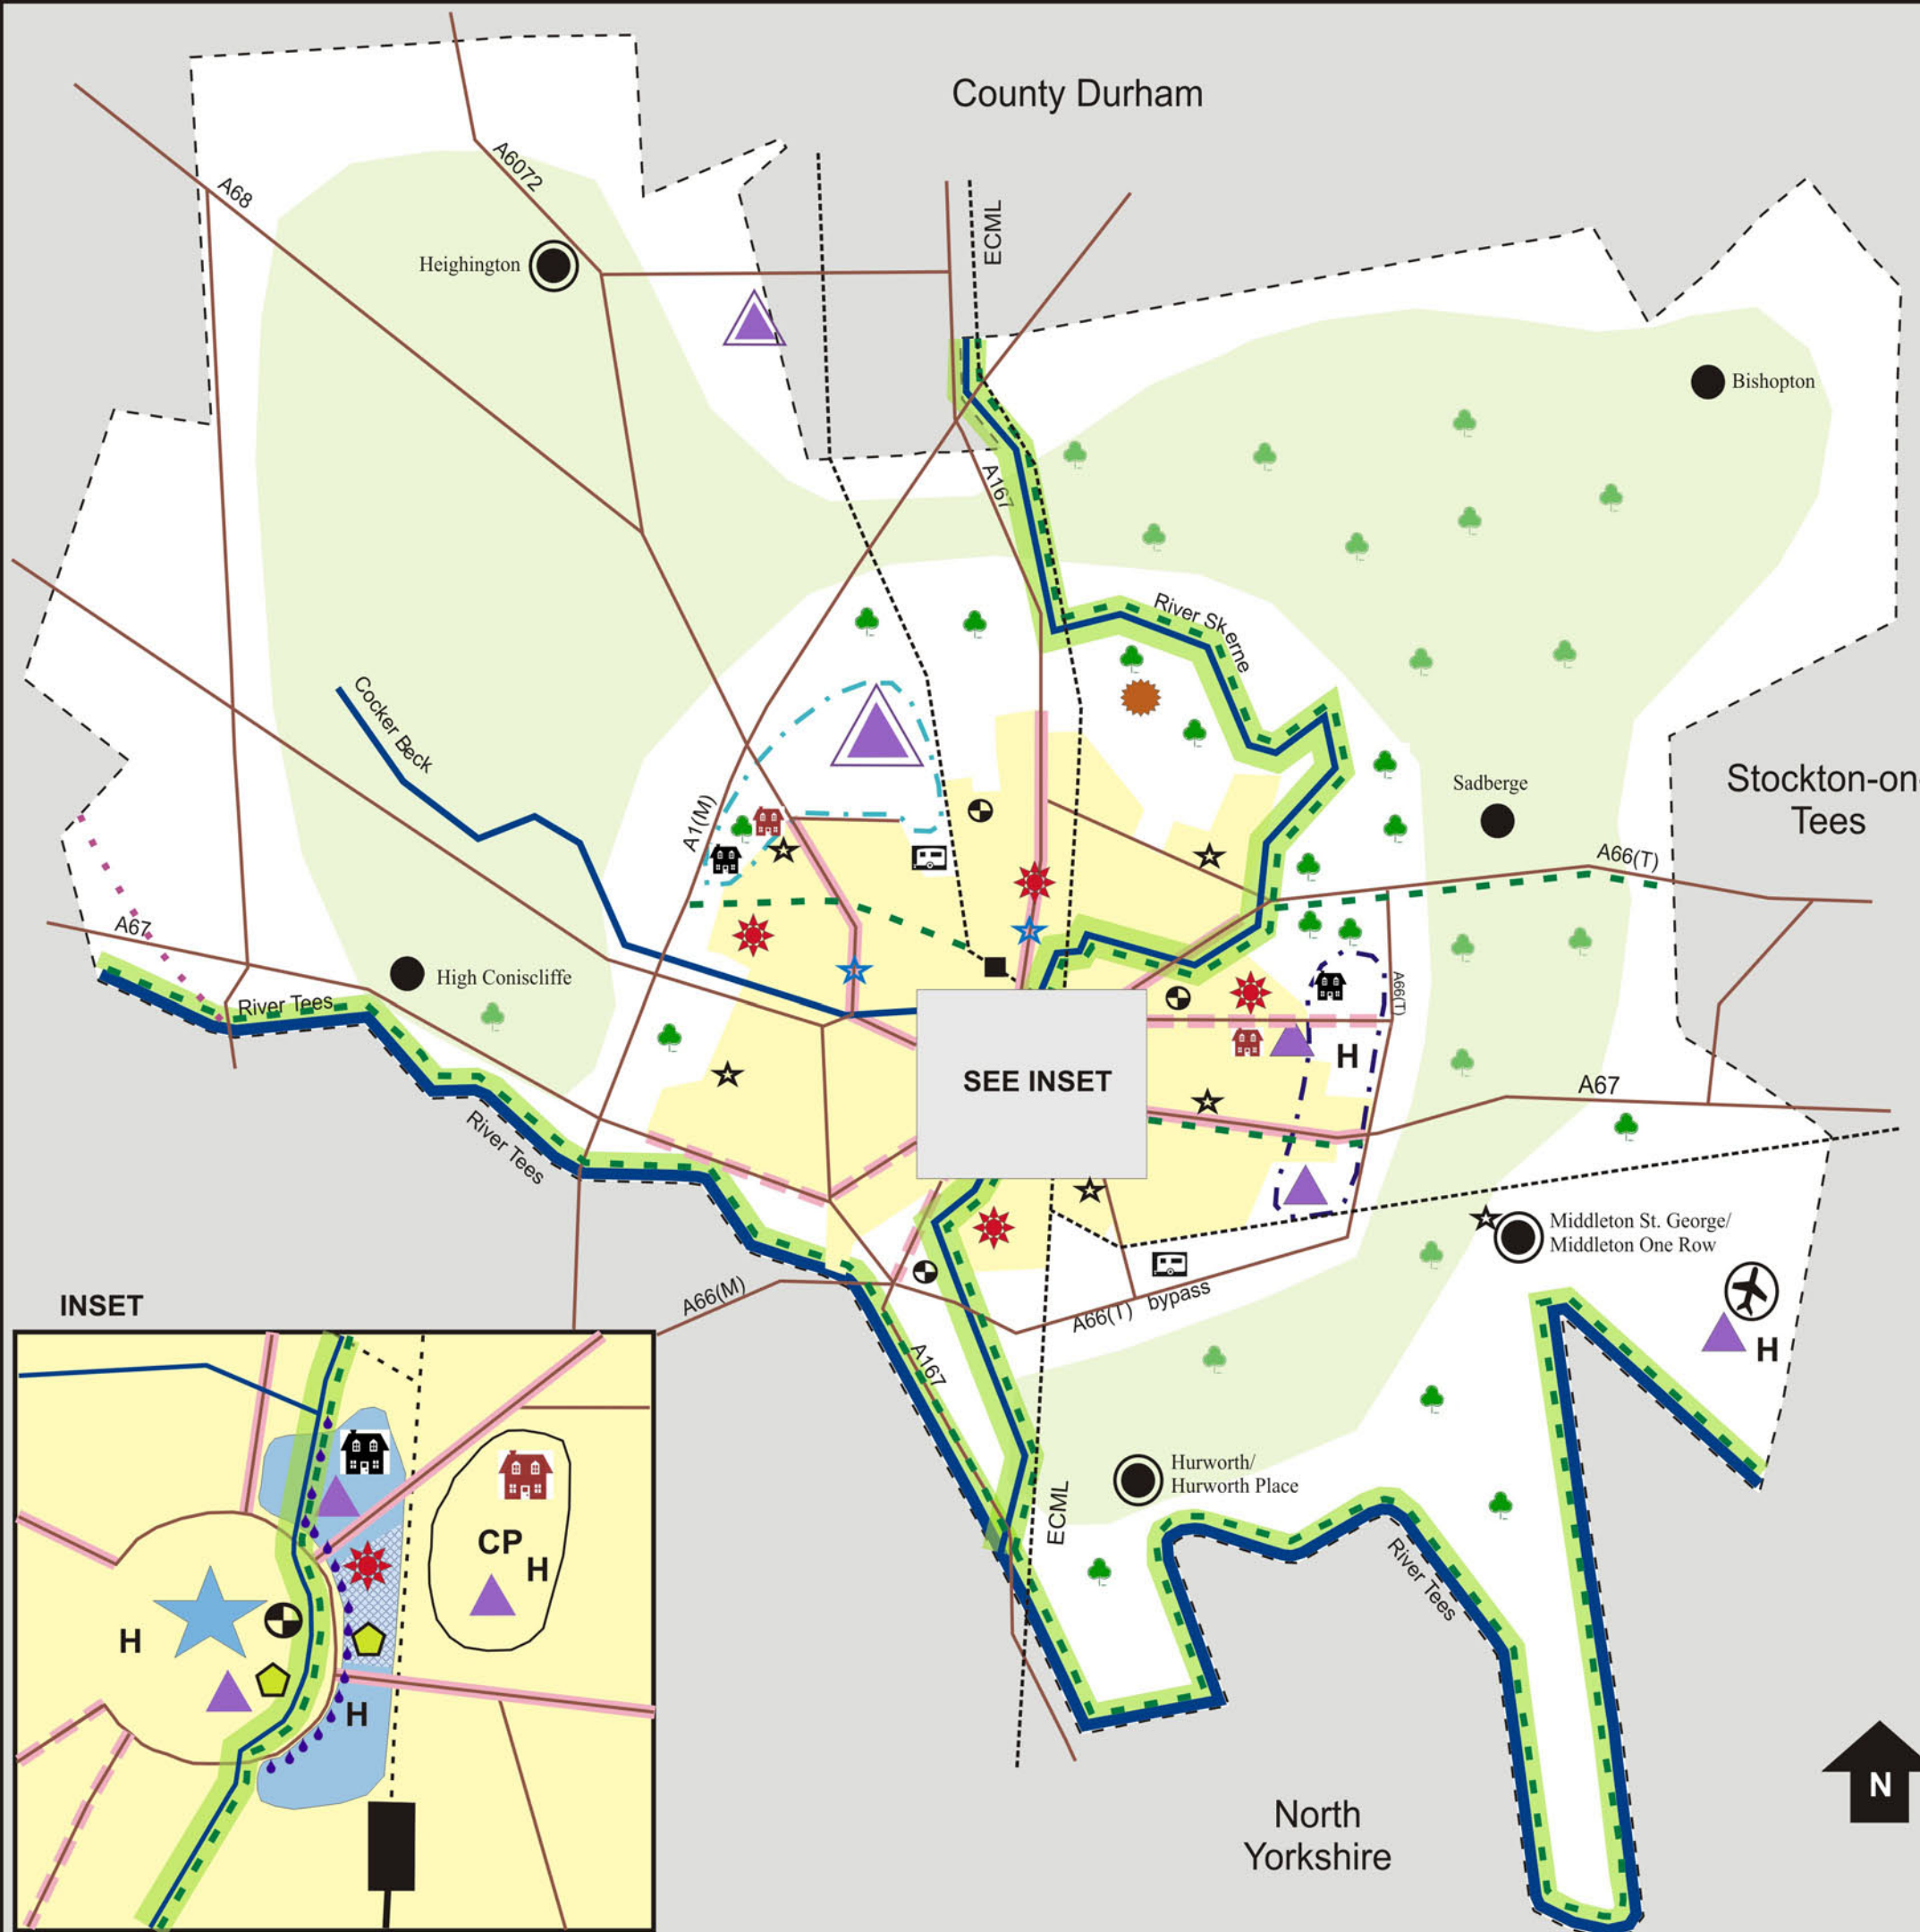 County Durham
A6072
A68
ECML
Heighington
Bishopton
A167
River Skerne
Cocker Beck
Sadberge
Stockton-on-
Tees
A1(M)
A66(T)
A67
High Coniscliffe
River Tees
A66(T)
H
SEE INSET
A67
River Tees
Middleton St. George/
Middleton One Row
A66(M)
A66(T) bypass
H
INSET
A167
Hurworth/
Hurworth Place
ECML
River Tees
CP
H
H
H
N
North
Yorkshire